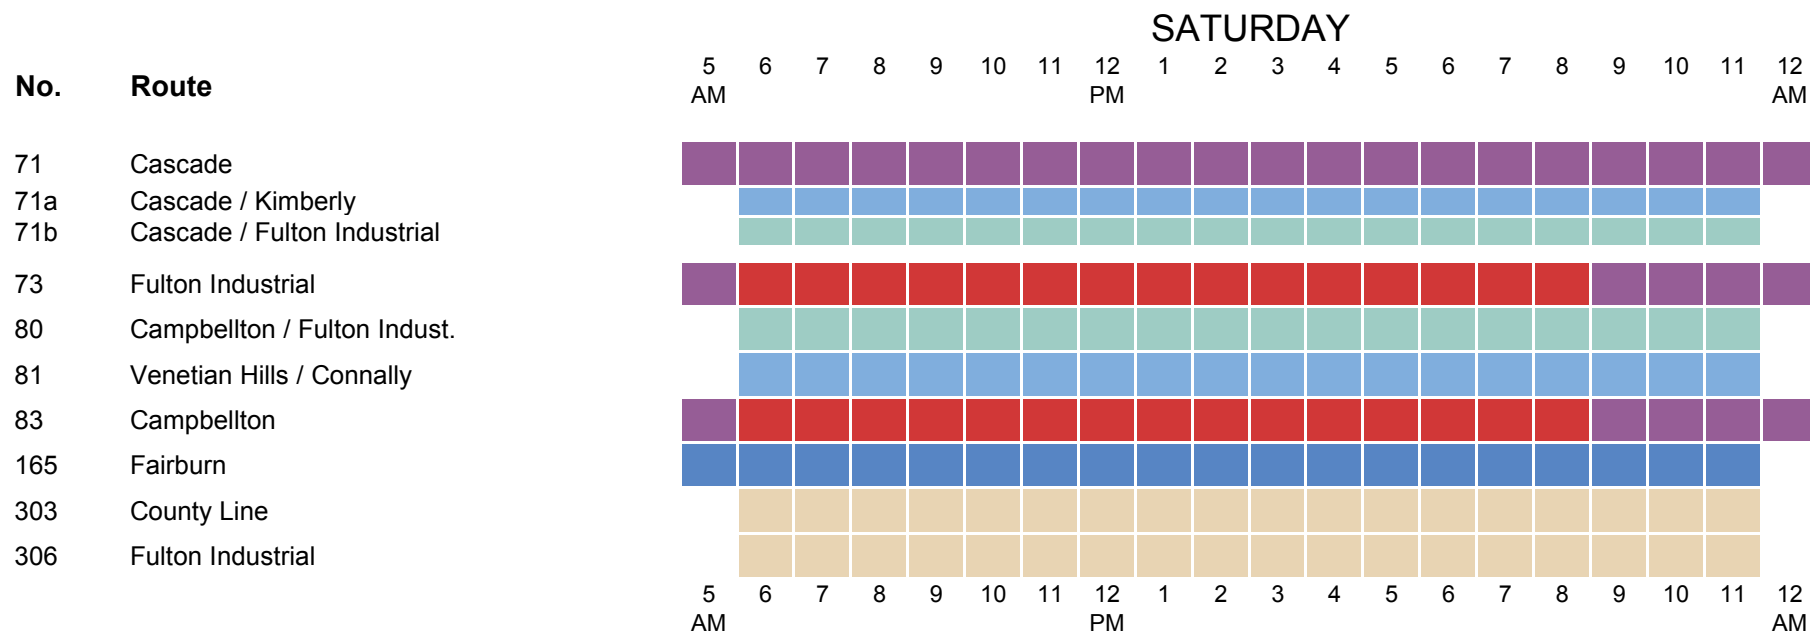 SATURDAY
No. Route
5 6 7 8 9 10 11 12 1 2 3 4 5 6 7 8 9 10 11 12
AM PM AM
71 Cascade
71a Cascade / Kimberly
71b Cascade / Fulton Industrial
73 Fulton Industrial
80 Campbellton / Fulton Indust.
81 Venetian Hills / Connally
83 Campbellton
165 Fairburn
303 County Line
306 Fulton Industrial
5 6 7 8 9 10 11 12 1 2 3 4 5 6 7 8 9 10 11 12
AM PM AM